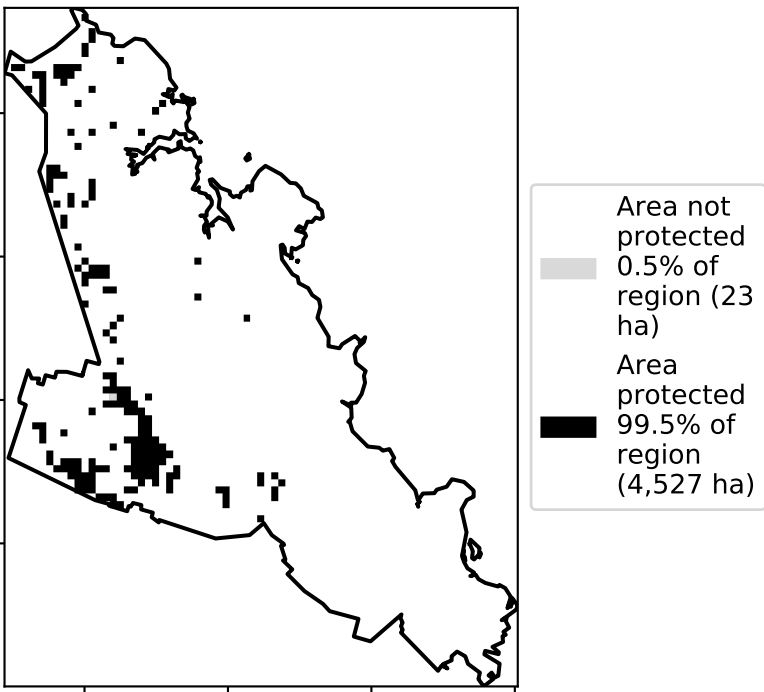 Area not
protected
0.5% of
region (23
ha)
Area
protected
99.5% of
region
(4,527 ha)